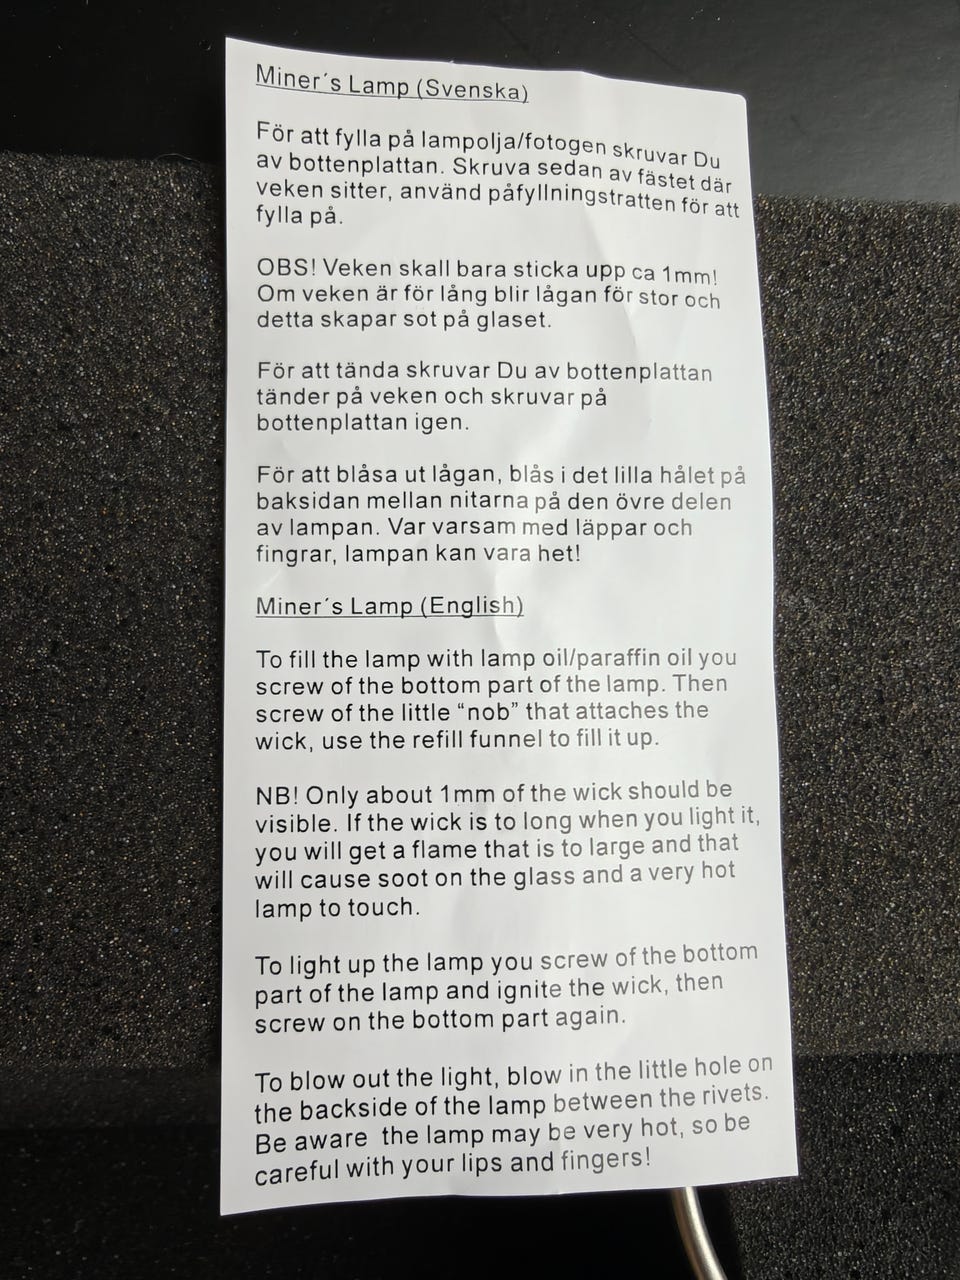 Miner´s Lamp (Svenska)
För att fylla på lampolja/fotogen skruvar Du
av bottenplattan. Skruva sedan av fästet där
veken sitter, använd påfyllningstratten för att
fylla på.
OBS! Veken skall bara sticka upp ca 1mm!
Om veken är för lång blir lågan för stor och
detta skapar sot på glaset.
För att tända skruvar Du av bottenplattan
tänder på veken och skruvar på
bottenplattan igen.
För att blåsa ut lågan, blås i det lilla hålet på
baksidan mellan nitarna på den övre delen
av lampan. Var varsam med läppar och
fingrar, lampan kan vara het!
Miner´s Lamp (English)
To fill the lamp with lamp oil/paraffin oil you
screw of the bottom part of the lamp. Then
screw of the little “nob” that attaches the
wick, use the refill funnel to fill it up.
NB! Only about 1mm of the wick should be
visible. If the wick is to long when you light it,
you will get a flame that is to large and that
will cause soot on the glass and a very hot
lamp to touch.
To light up the lamp you screw of the bottom
part of the lamp and ignite the wick, then
screw on the bottom part again.
To blow out the light, blow in the little hole on
the backside of the lamp between the rivets.
Be aware  the lamp may be very hot, so be
careful with your lips and fingers!